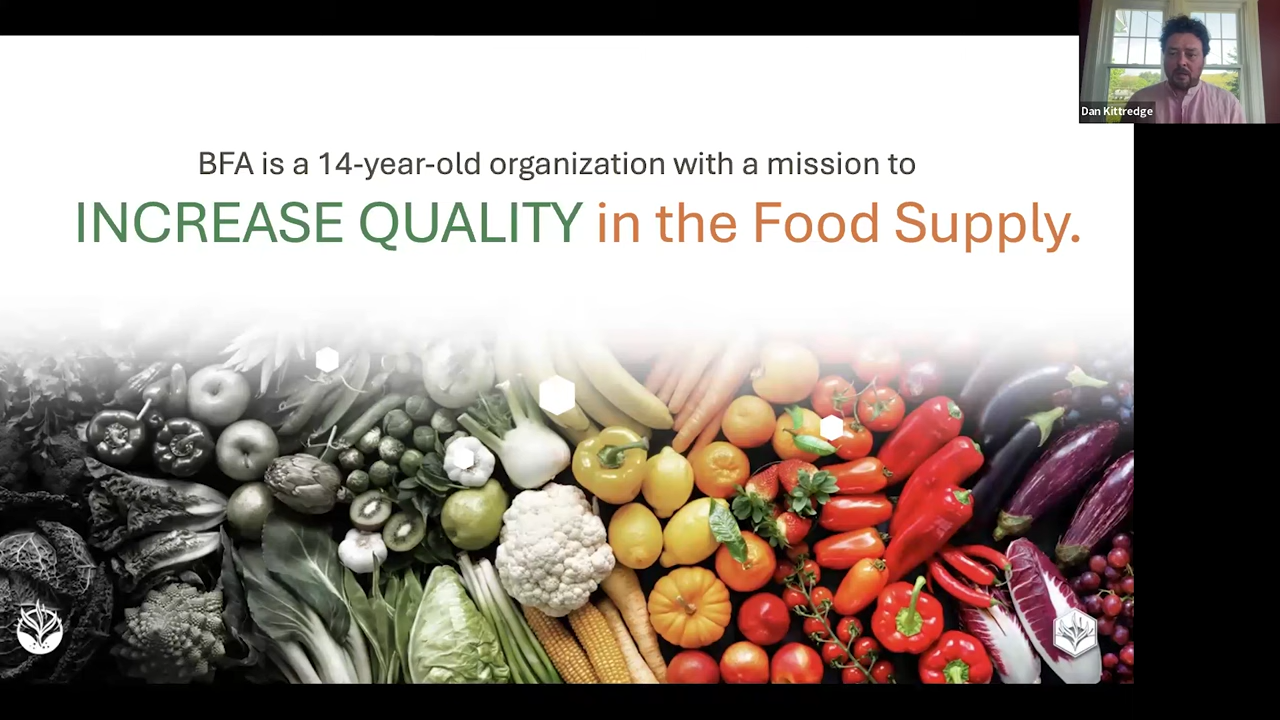 Dan Kittredge
BFA is a 14-year-old organization with a mission to
INCREASE QUALITY in the Food Supply.